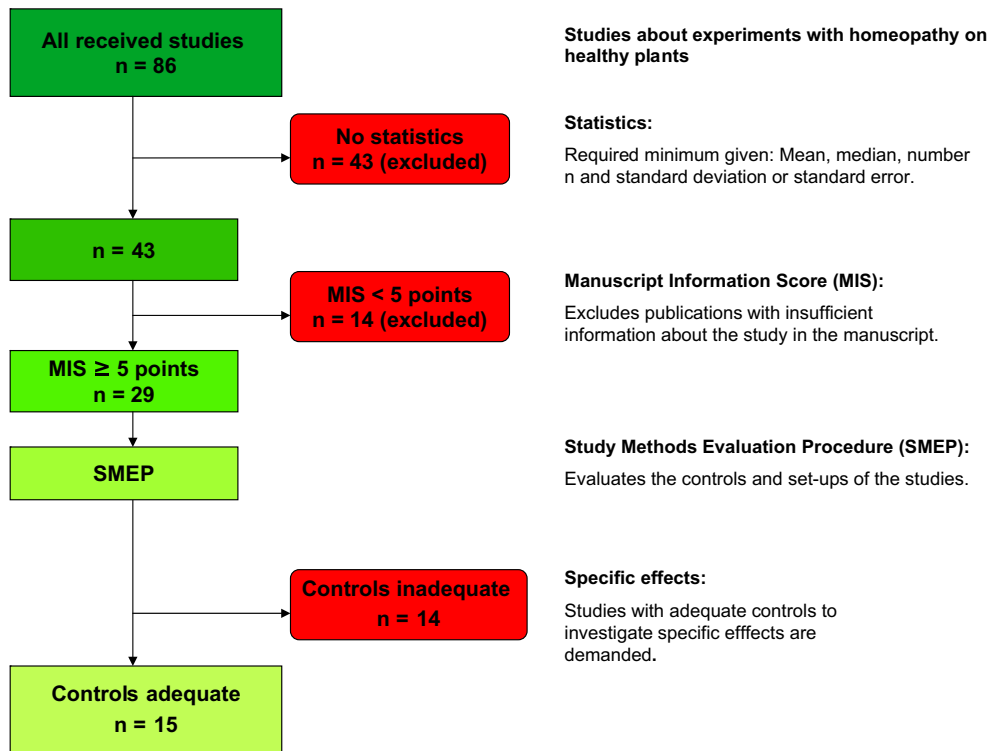 All received studies
n = 86
Studies about experiments with homeopathy on
healthy plants
No statistics
n = 43 (excluded)
Statistics:
Required minimum given: Mean, median, number
n and standard deviation or standard error.
n = 43
MIS < 5 points
n = 14 (excluded)
Manuscript Information Score (MIS):
Excludes publications with insufficient
information about the study in the manuscript.
MIS ≥ 5 points
n = 29
SMEP
Study Methods Evaluation Procedure (SMEP):
Evaluates the controls and set-ups of the studies.
Controls inadequate
n = 14
Specific effects:
Studies with adequate controls to
investigate specific efffects are
demanded.
Controls adequate
n = 15